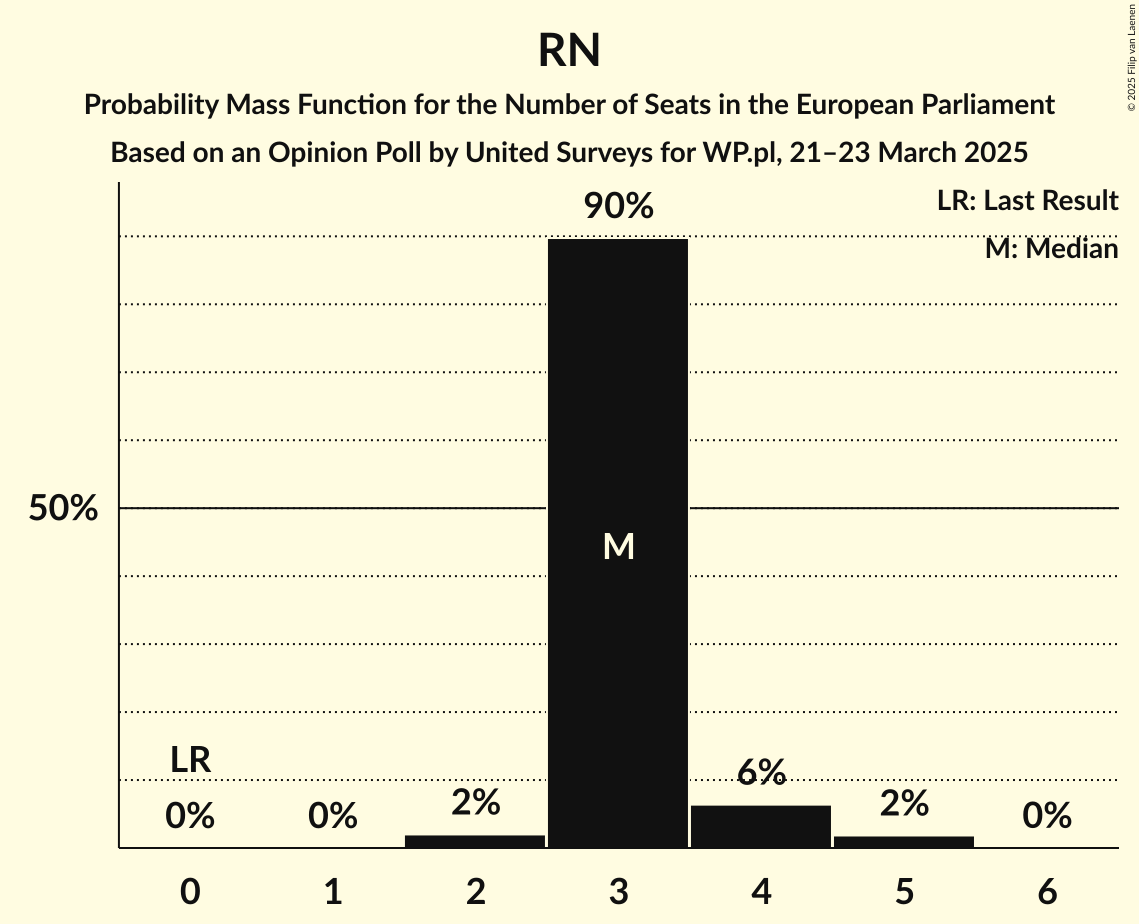 RN
Probability Mass Function for the Number of Seats in the European Parliament
Based on an Opinion Poll by United Surveys for WP.pl, 21–23 March 2025
© 2025 Filip van Laenen
LR: Last Result
M: Median
90%
50%
M
LR
0%
0%
2%
6%
2%
0%
0 1 2 3 4 5 6